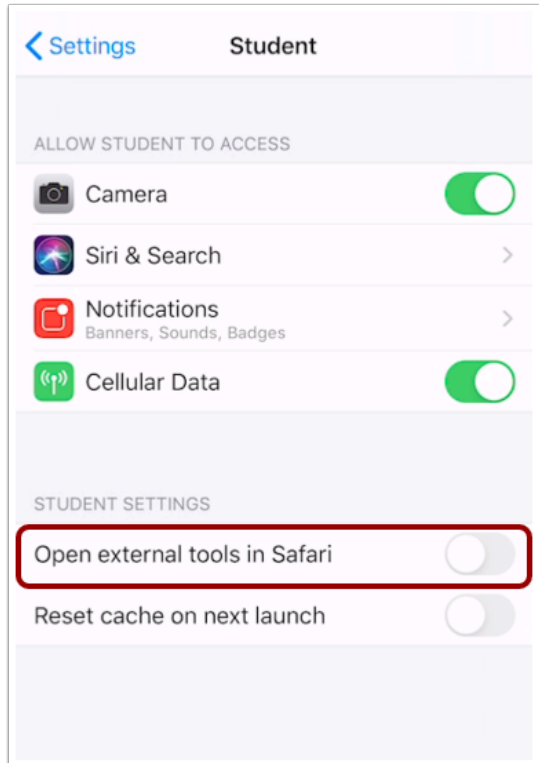 Settings
Student
ALLOW STUDENT TO ACCESS
Camera
Siri & Search
Notifications
Banners, Sounds, Badges
Cellular Data
STUDENT SETTINGS
Open external tools in Safari
Reset cache on next launch